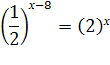 (1/2)^{x−8} = (2)^x